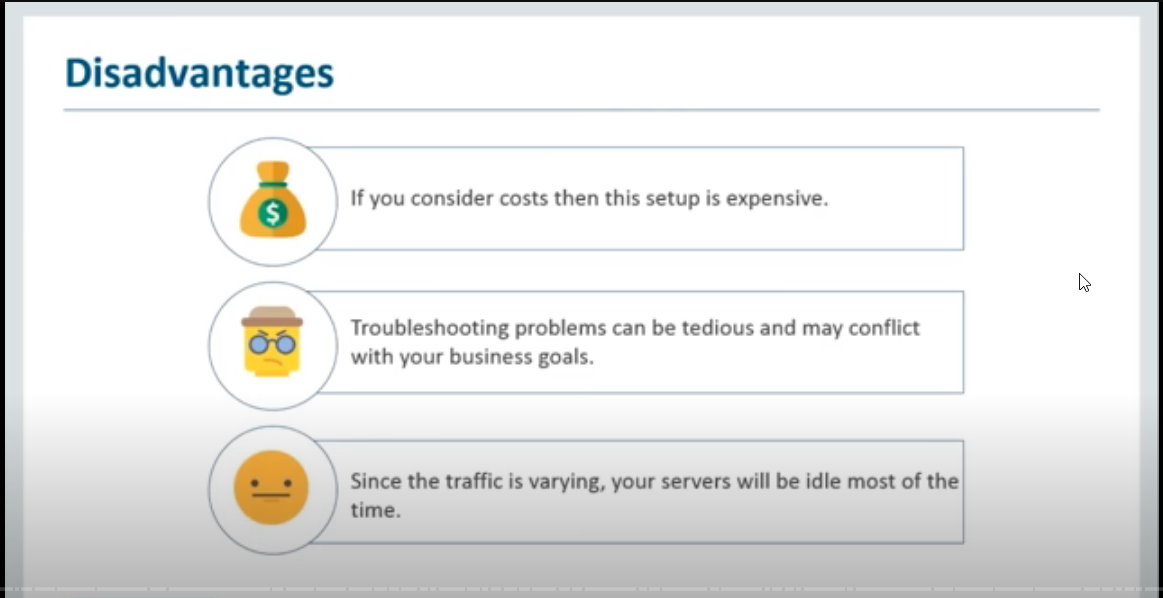 Disadvantages
$
If you consider costs then this setup is expensive.
Troubleshooting problems can be tedious and may conflict
with your business goals.
Since the traffic is varying, your servers will be idle most of the
time.